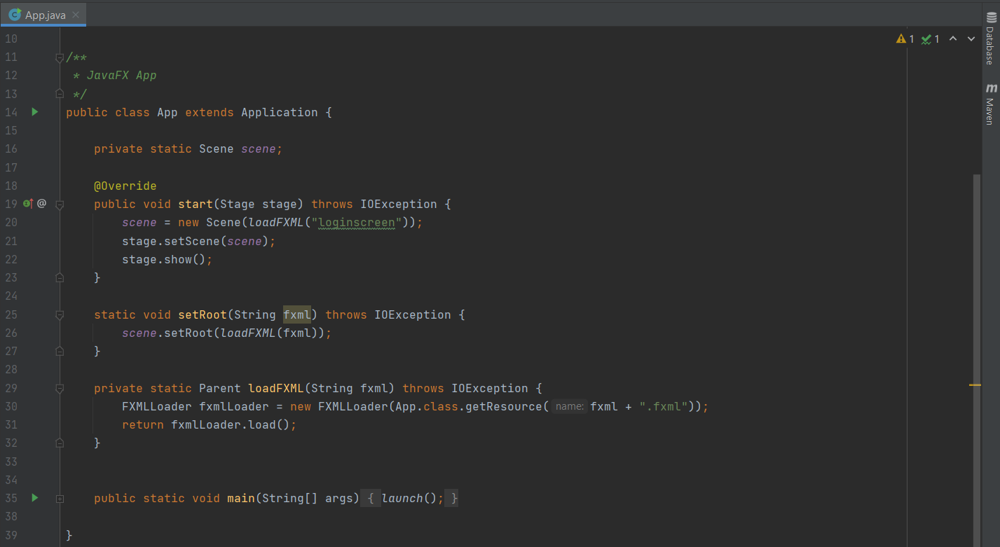 App.java
1 1
Database
Maven
10
11 /**
12  * JavaFX App
13  */
14 public class App extends Application {
15
16     private static Scene scene;
17
18     @Override
19 @   public void start(Stage stage) throws IOException {
20         scene = new Scene(loadFXML("loginscreen"));
21         stage.setScene(scene);
22         stage.show();
23     }
24
25     static void setRoot(String fxml) throws IOException {
26         scene.setRoot(loadFXML(fxml));
27     }
28
29     private static Parent loadFXML(String fxml) throws IOException {
30         FXMLLoader fxmlLoader = new FXMLLoader(App.class.getResource( name: fxml + ".fxml"));
31         return fxmlLoader.load();
32     }
33
34
35     public static void main(String[] args) { launch(); }
38
39 }